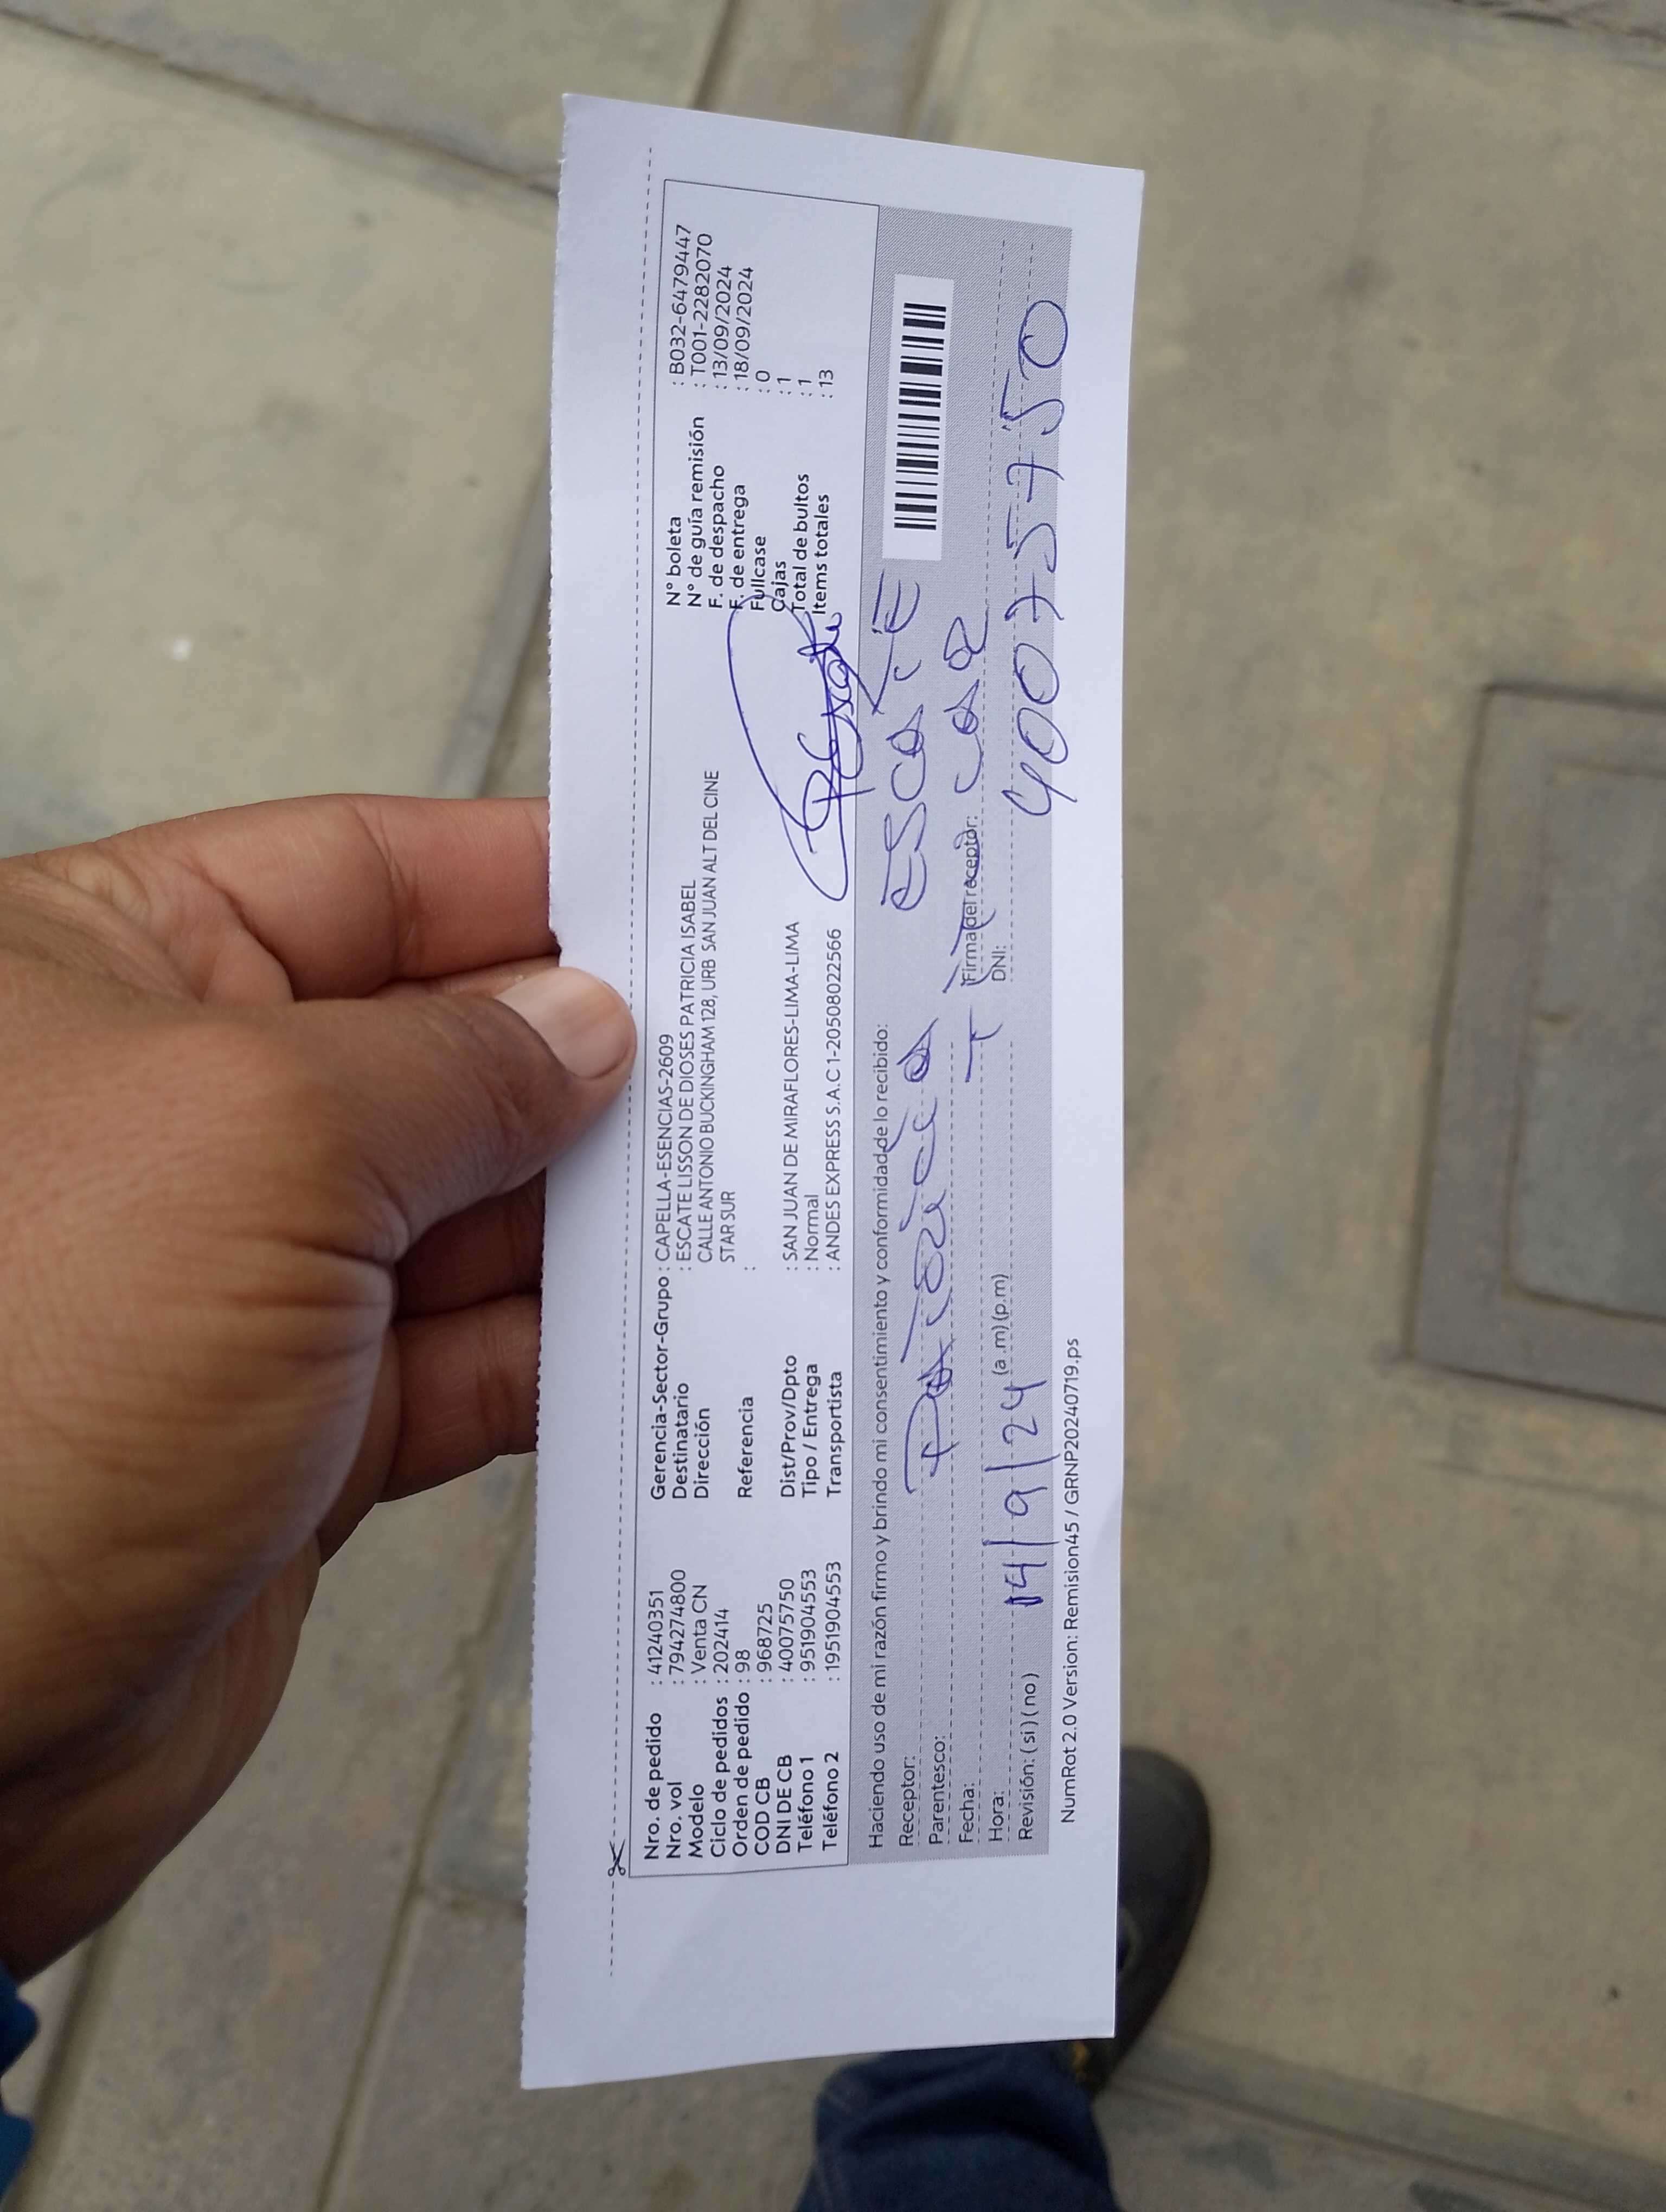 Nro. de pedido : 41240351 Gerencia-Sector-Grupo : CAPELLA-ESENCIAS-2609 N° boleta : B032-6479447
Nro. vol : 794274800 Destinatario : ESCATE LISSON DE DIOSES PATRICIA ISABEL N° de guía remisión : T001-2282070
Modelo : Venta CN Dirección CALLE ANTONIO BUCKINGHAM 128, URB SAN JUAN ALT DEL CINE F. de despacho : 13/09/2024
Ciclo de pedidos : 202414 STAR SUR F. de entrega : 18/09/2024
Orden de pedido : 98 Referencia : Fullcase : 0
COD CB : 968725 Cajas : 1
DNI DE CB : 40075750 Dist/Prov/Dpto : SAN JUAN DE MIRAFLORES-LIMA-LIMA Total de bultos : 1
Teléfono 1 : 951904553 Tipo / Entrega : Normal Items totales : 13
Teléfono 2 : 1951904553 Transportista : ANDES EXPRESS S.A.C 1-20508022566
Haciendo uso de mi razón firmo y brindo mi consentimiento y conformidad de lo recibido:
Receptor: Patricia Escate
Parentesco: Titular
Fecha: Firma del receptor:
Hora: 14/9/24 (a .m) (p.m) DNI: 40075750
Revisión: ( si ) ( no )
NumRot 2.0 Version: Remision45 / GRNP20240719.ps